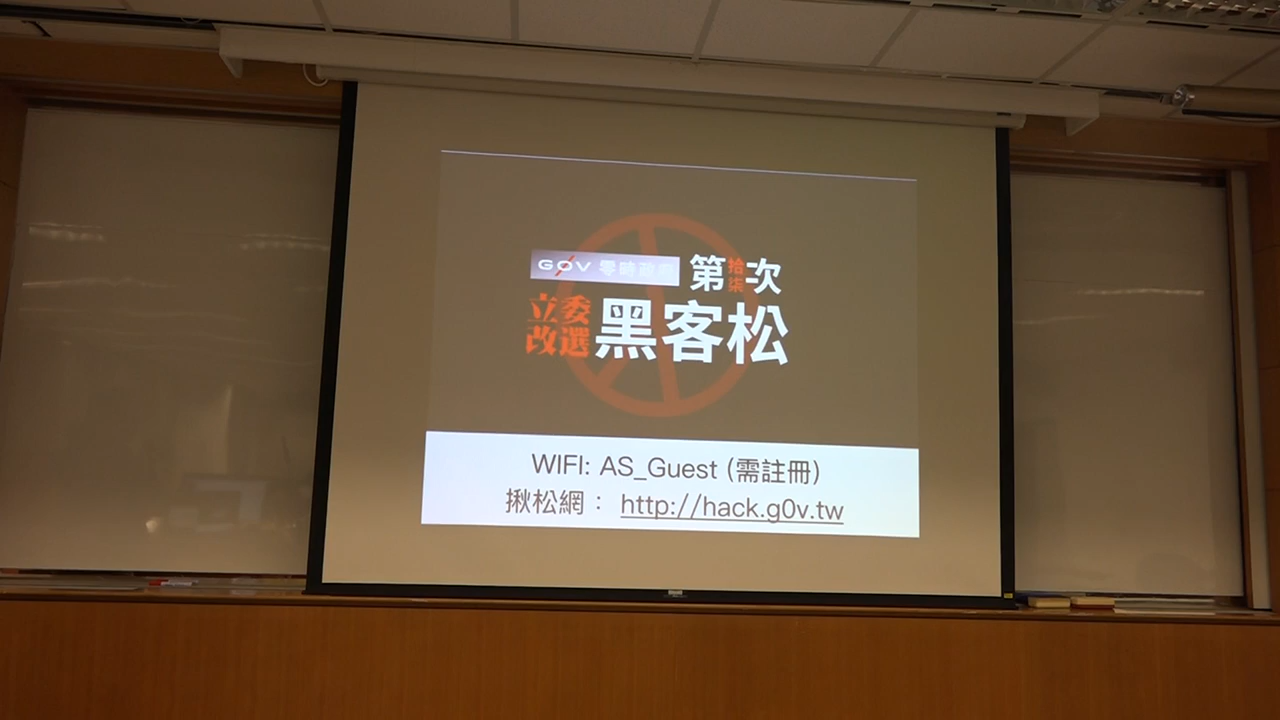 G0V 零時政府 第拾柒次
立委改選 黑客松
WIFI: AS_Guest (需註冊)
揪松網： http://hack.g0v.tw